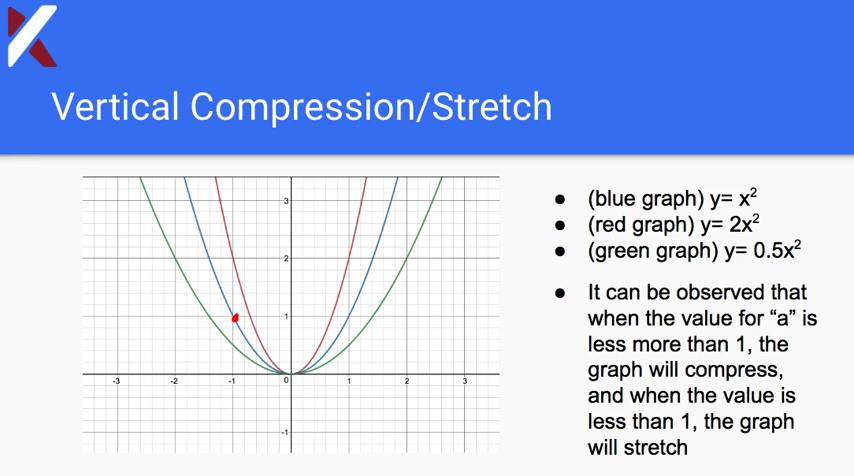 Vertical Compression/Stretch
3
2
1
-3
-2
-1
0
1
2
3
-1
● (blue graph) y= x²
● (red graph) y= 2x²
● (green graph) y= 0.5x²
● It can be observed that
when the value for “a” is
less more than 1, the
graph will compress,
and when the value is
less than 1, the graph
will stretch